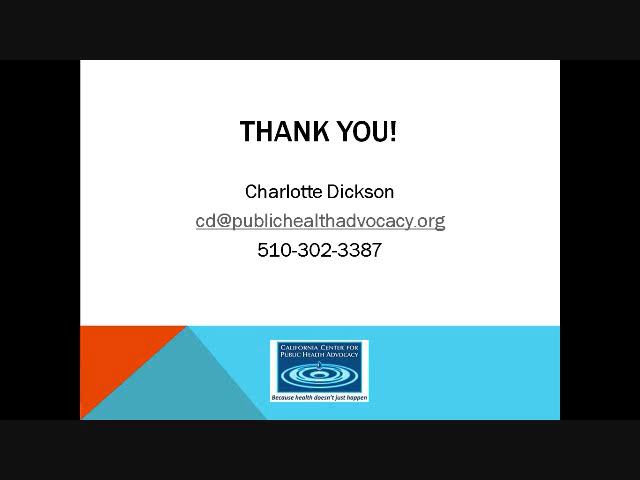 THANK YOU!
Charlotte Dickson
cd@publichealthadvocacy.org
510-302-3387
CALIFORNIA CENTER FOR
PUBLIC HEALTH ADVOCACY
Because health doesn't just happen